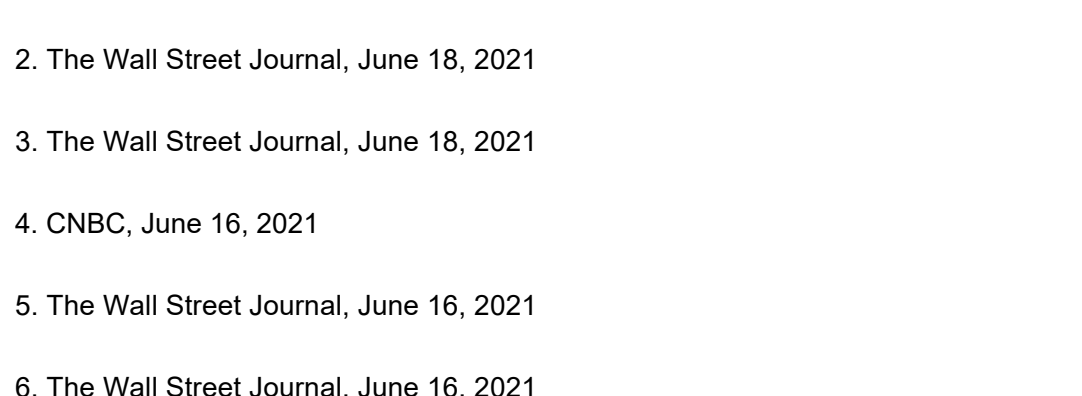 2. The Wall Street Journal, June 18, 2021
3. The Wall Street Journal, June 18, 2021
4. CNBC, June 16, 2021
5. The Wall Street Journal, June 16, 2021
6. The Wall Street Journal, June 16, 2021